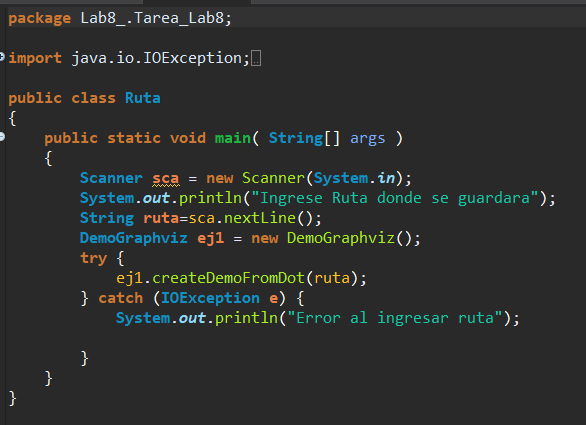 package Lab8_.Tarea_Lab8;
import java.io.IOException;
public class Ruta
{
public static void main( String[] args )
{
Scanner sca = new Scanner(System.in);
System.out.println("Ingrese Ruta donde se guardara");
String ruta=sca.nextLine();
DemoGraphviz ej1 = new DemoGraphviz();
try {
ej1.createDemoFromDot(ruta);
} catch (IOException e) {
System.out.println("Error al ingresar ruta");
}
}
}